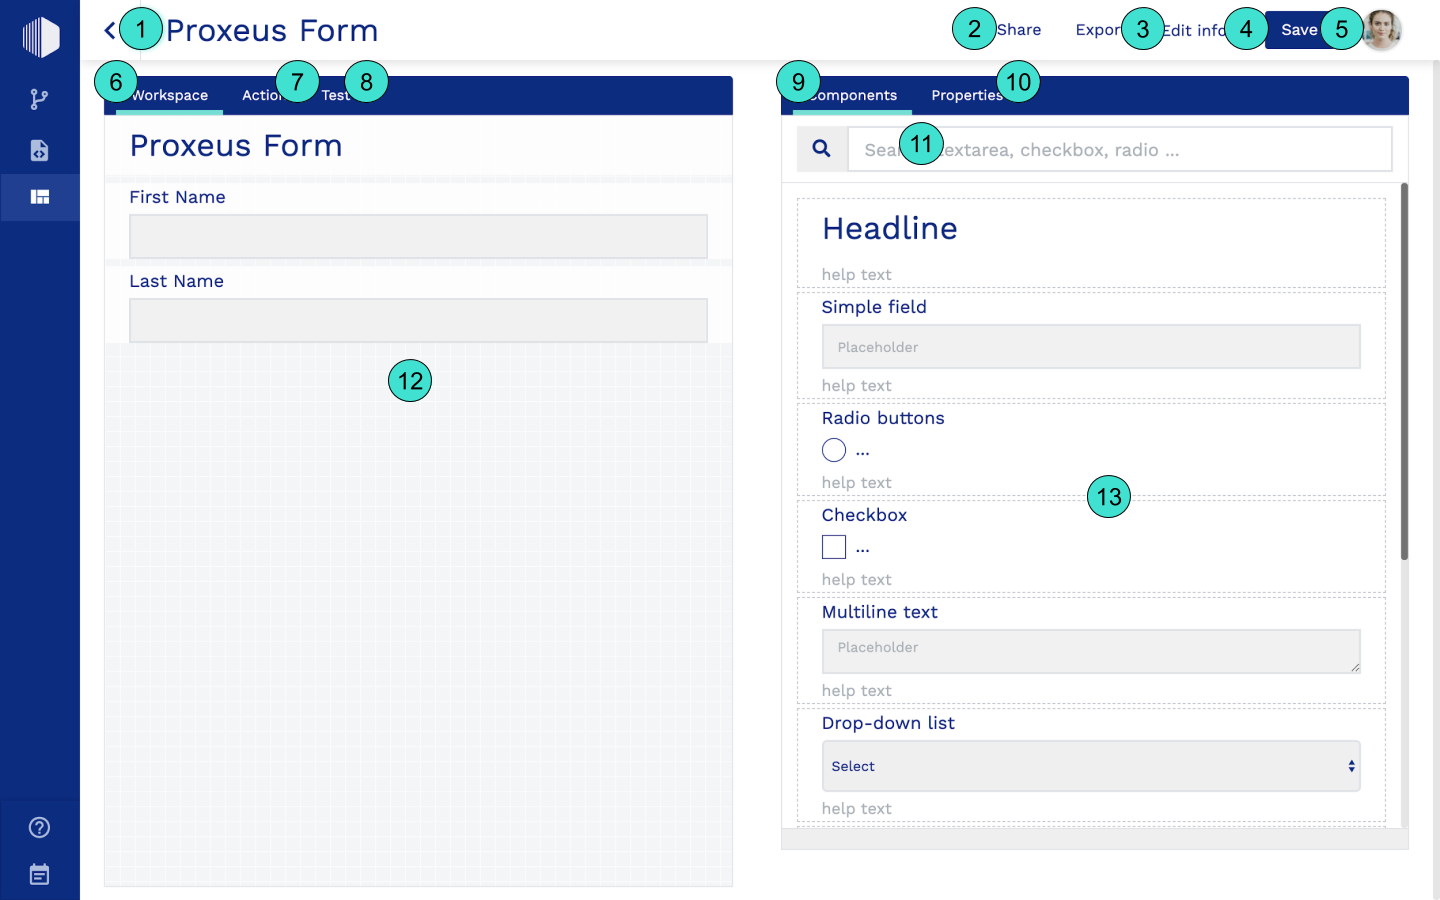 1 Proxeus Form 2 Share Expor 3 Edit info 4 Save 5
6 Workspace 7 Actio 8 Test
9 omponents Properties 10
Proxeus Form
11 Sea extarea, checkbox, radio ...
First Name
Last Name
12
Headline
help text
Simple field
Placeholder
help text
Radio buttons
...
help text
13
Checkbox
...
help text
Multiline text
Placeholder
help text
Drop-down list
Select
help text